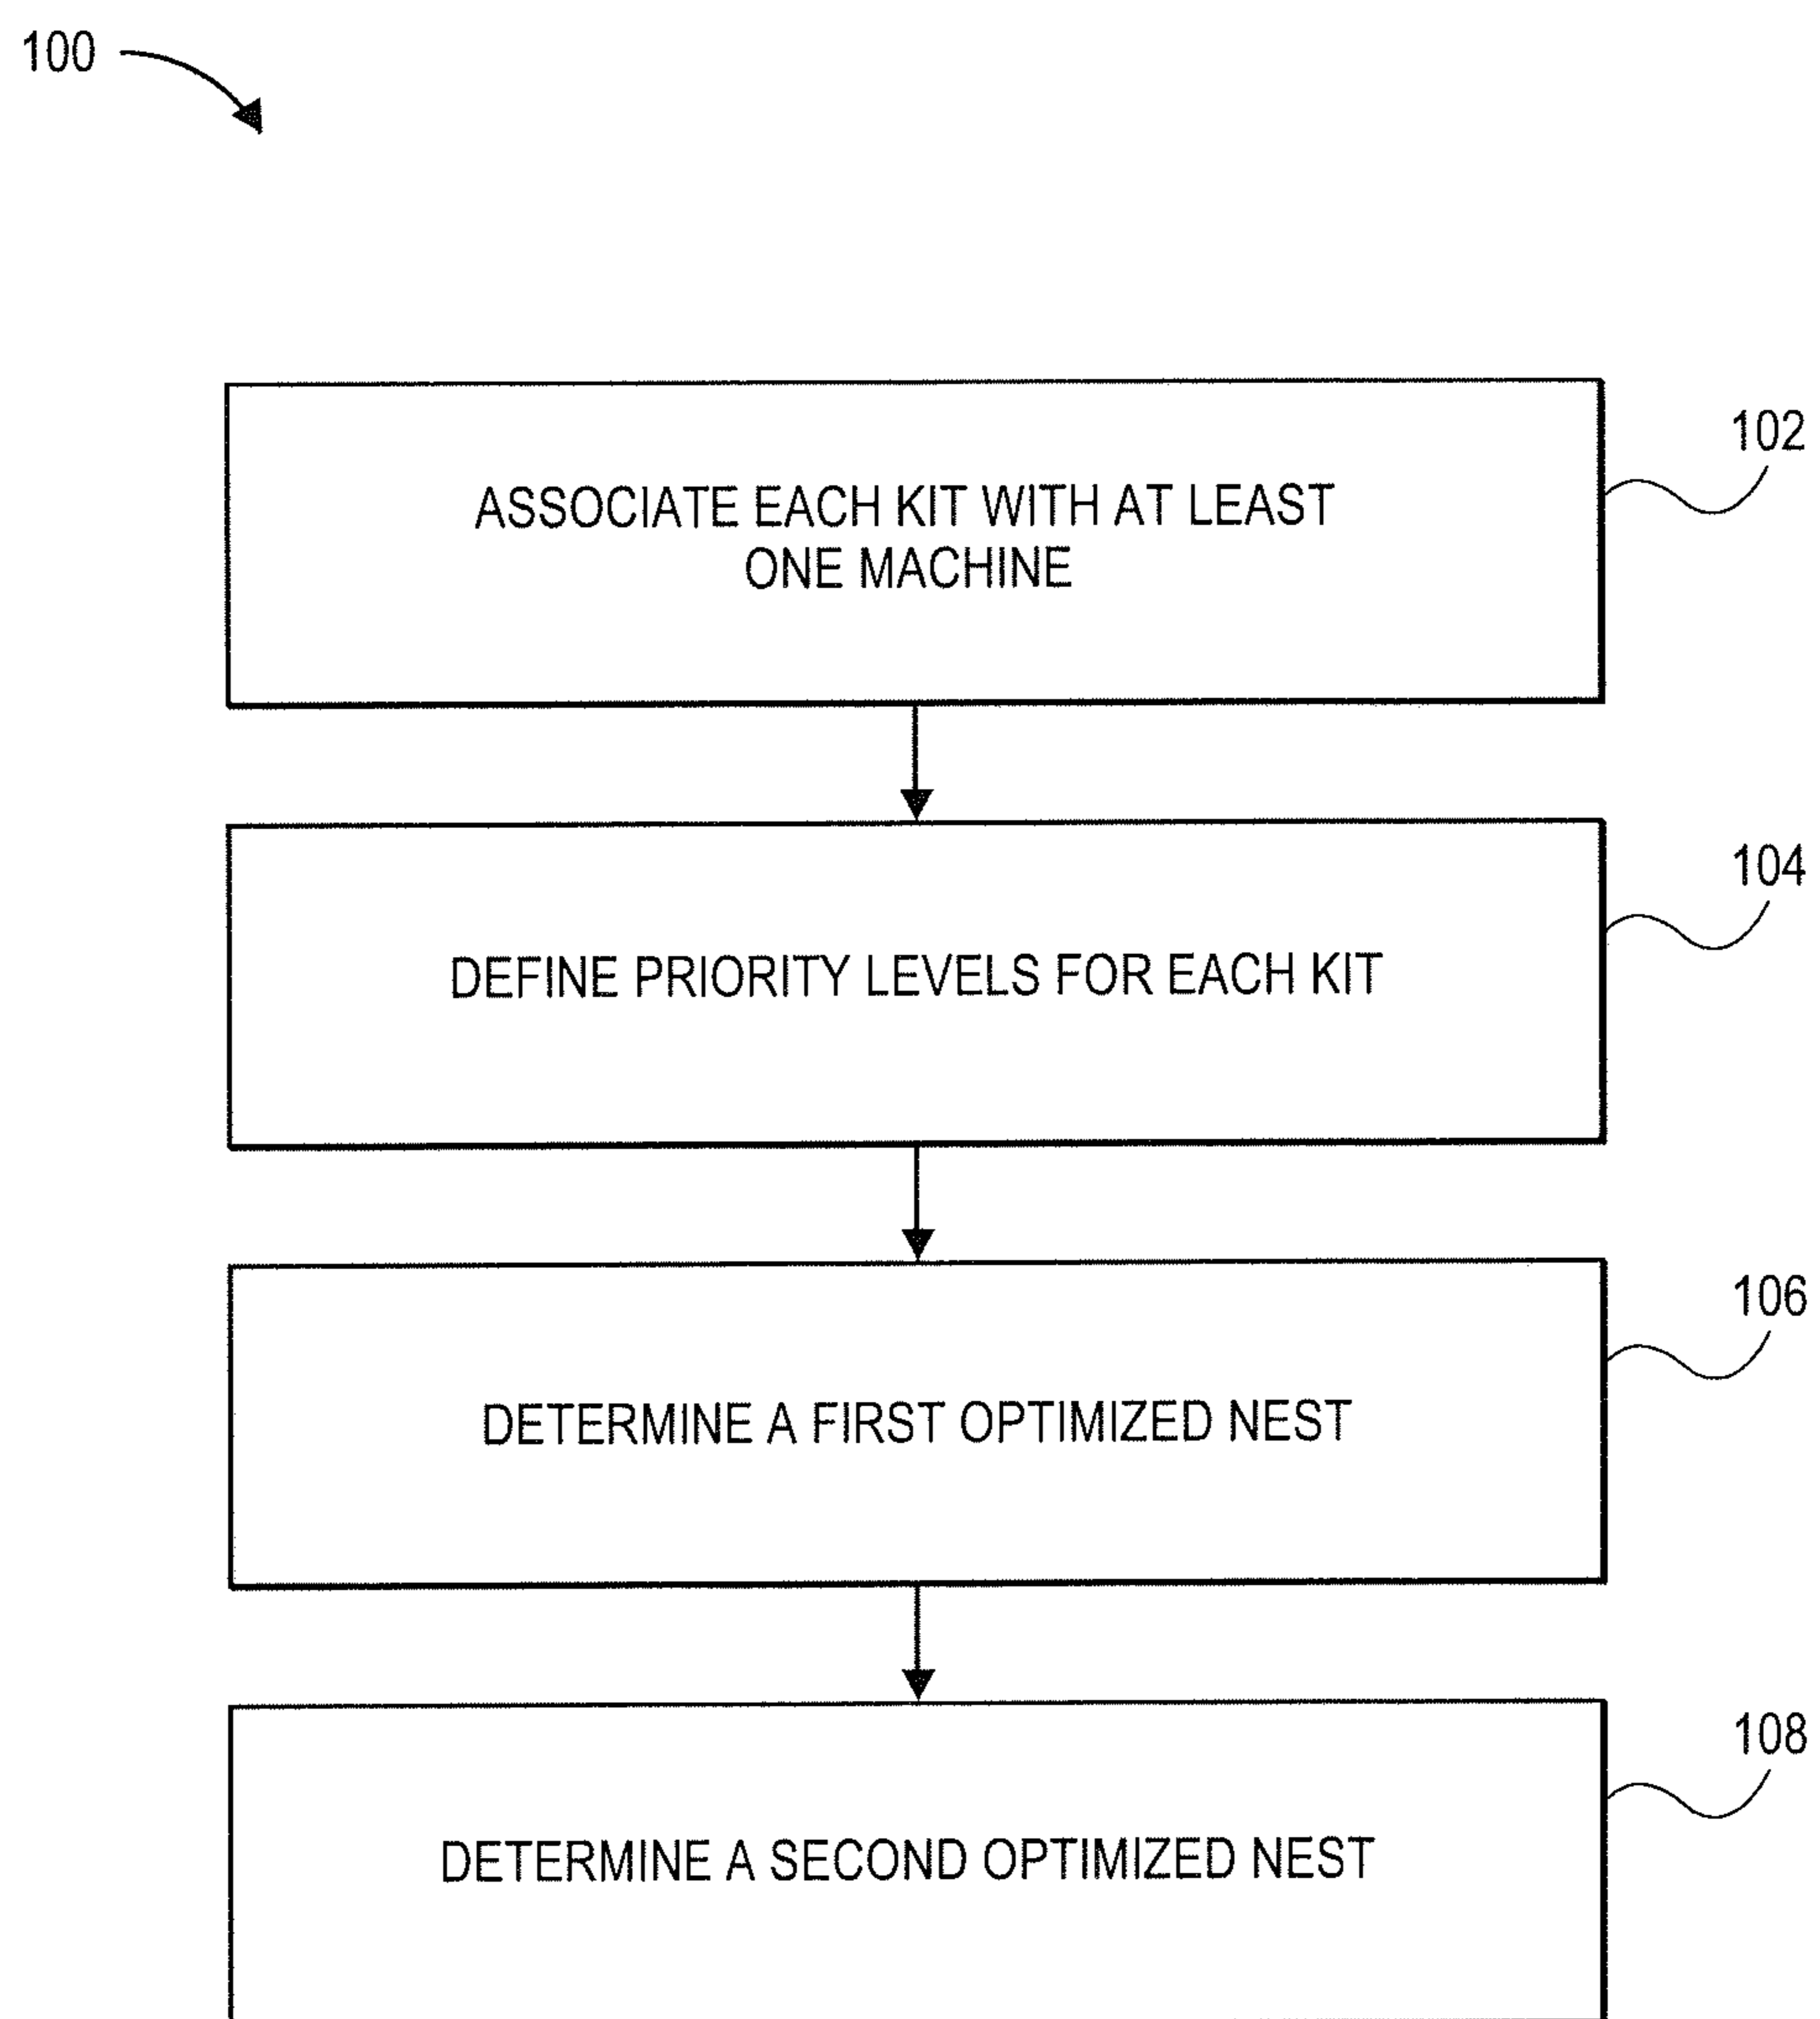 100
ASSOCIATE EACH KIT WITH AT LEAST
ONE MACHINE
102
DEFINE PRIORITY LEVELS FOR EACH KIT
104
DETERMINE A FIRST OPTIMIZED NEST
106
DETERMINE A SECOND OPTIMIZED NEST
108